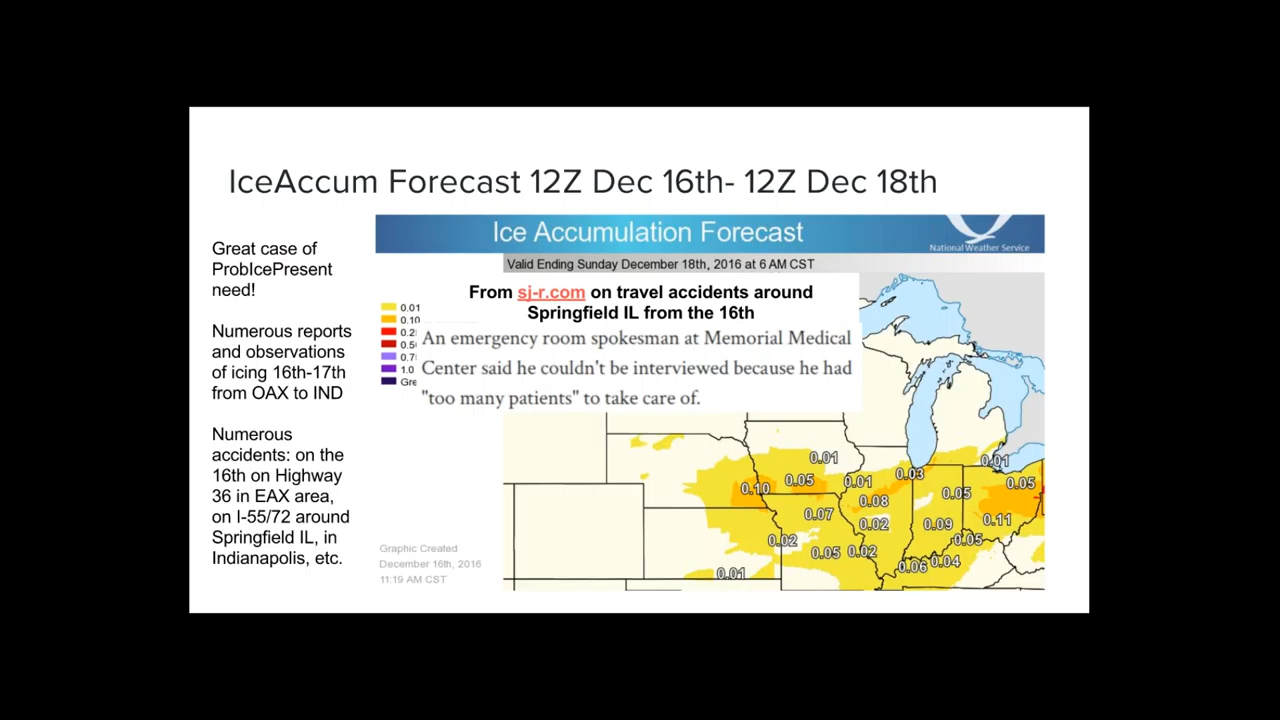 IceAccum Forecast 12Z Dec 16th- 12Z Dec 18th
Great case of
ProbIcePresent
need!
Numerous reports
and observations
of icing 16th-17th
from OAX to IND
Numerous
accidents: on the
16th on Highway
36 in EAX area,
on I-55/72 around
Springfield IL, in
Indianapolis, etc.
Ice Accumulation Forecast
National Weather Service
Valid Ending Sunday December 18th, 2016 at 6 AM CST
From sj-r.com on travel accidents around
Springfield IL from the 16th
An emergency room spokesman at Memorial Medical
Center said he couldn't be interviewed because he had
"too many patients" to take care of.
0.01
0.10
0.2
0.5
0.7
1.0
Gre
0.01
0.03
0.01
0.10
0.05
0.01
0.05
0.05
0.08
0.07
0.02
0.09
0.11
0.02
0.05
0.05
0.02
0.06
0.04
0.01
Graphic Created
December 16th, 2016
11:19 AM CST